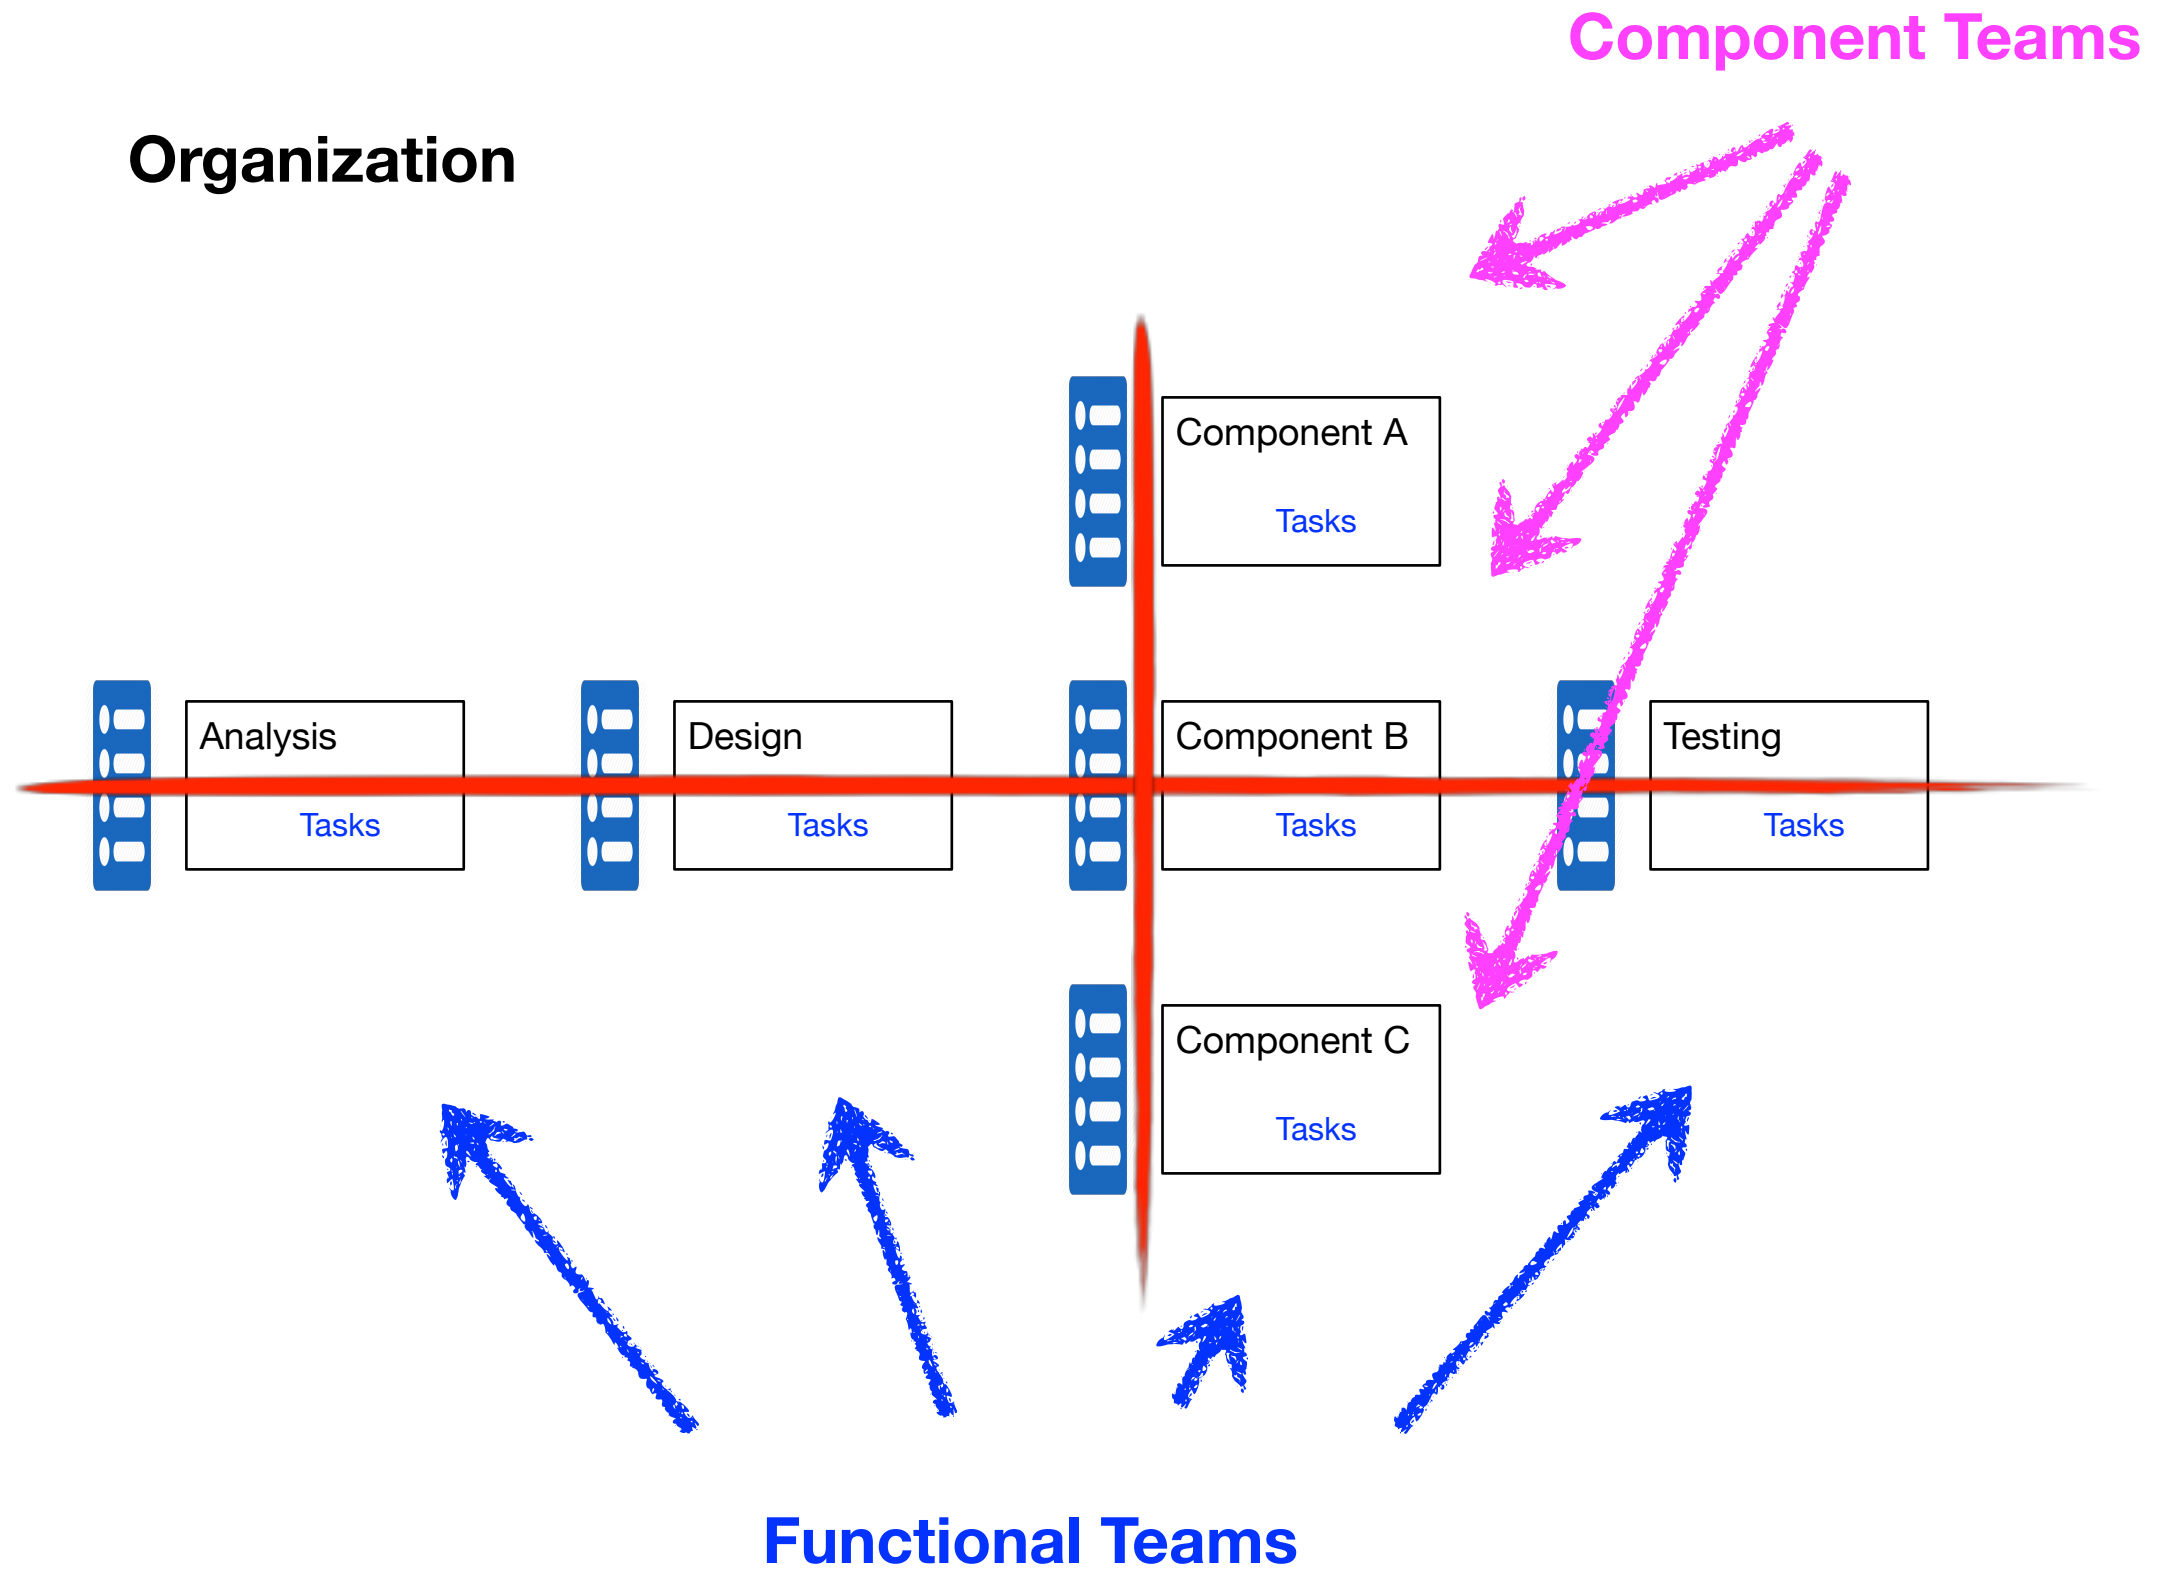 Component Teams
Organization
Component A
Tasks
Analysis
Tasks
Design
Tasks
Component B
Tasks
Testing
Tasks
Component C
Tasks
Functional Teams